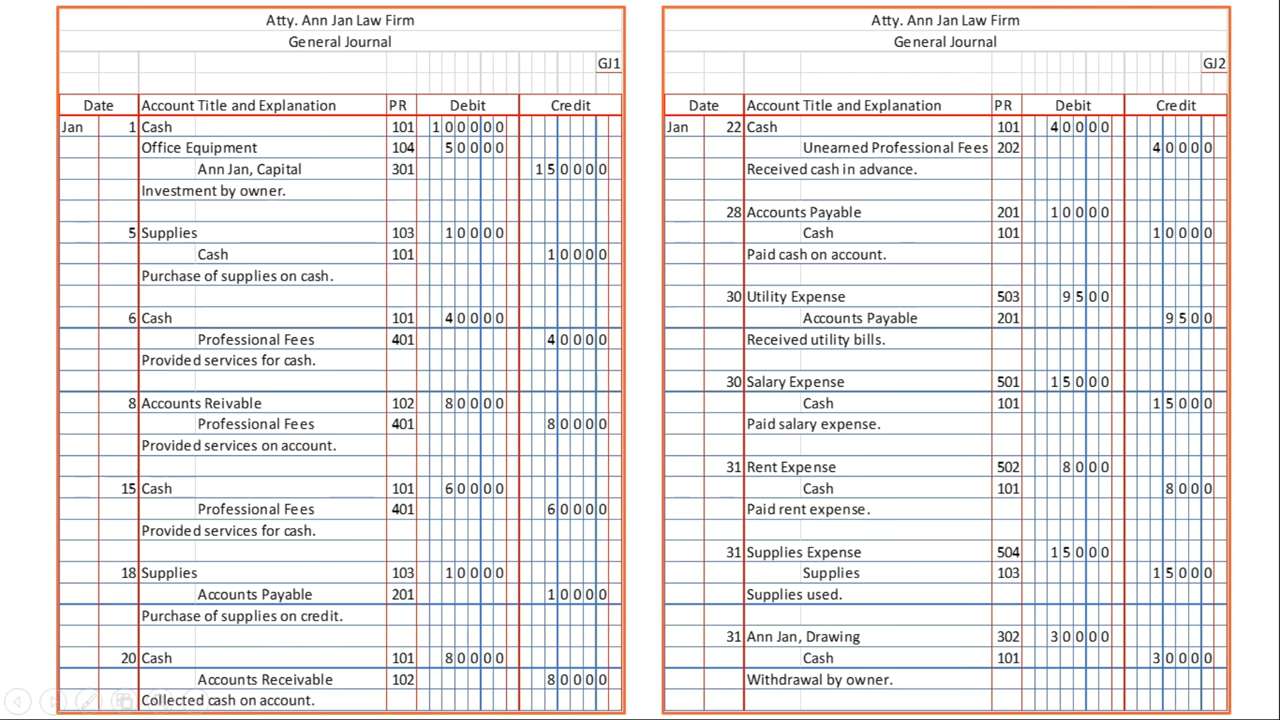 Atty. Ann Jan Law Firm
General Journal
GJ1
Date Account Title and Explanation PR Debit Credit
Jan 1 Cash 101 100000
Office Equipment 104 50000
Ann Jan, Capital 301 150000
Investment by owner.
5 Supplies 103 10000
Cash 101 10000
Purchase of supplies on cash.
6 Cash 101 40000
Professional Fees 401 40000
Provided services for cash.
8 Accounts Reivable 102 80000
Professional Fees 401 80000
Provided services on account.
15 Cash 101 60000
Professional Fees 401 60000
Provided services for cash.
18 Supplies 103 10000
Accounts Payable 201 10000
Purchase of supplies on credit.
20 Cash 101 80000
Accounts Receivable 102 80000
Collected cash on account.
Atty. Ann Jan Law Firm
General Journal
GJ2
Date Account Title and Explanation PR Debit Credit
Jan 22 Cash 101 40000
Unearned Professional Fees 202 40000
Received cash in advance.
28 Accounts Payable 201 10000
Cash 101 10000
Paid cash on account.
30 Utility Expense 503 9500
Accounts Payable 201 9500
Received utility bills.
30 Salary Expense 501 15000
Cash 101 15000
Paid salary expense.
31 Rent Expense 502 8000
Cash 101 8000
Paid rent expense.
31 Supplies Expense 504 15000
Supplies 103 15000
Supplies used.
31 Ann Jan, Drawing 302 30000
Cash 101 30000
Withdrawal by owner.